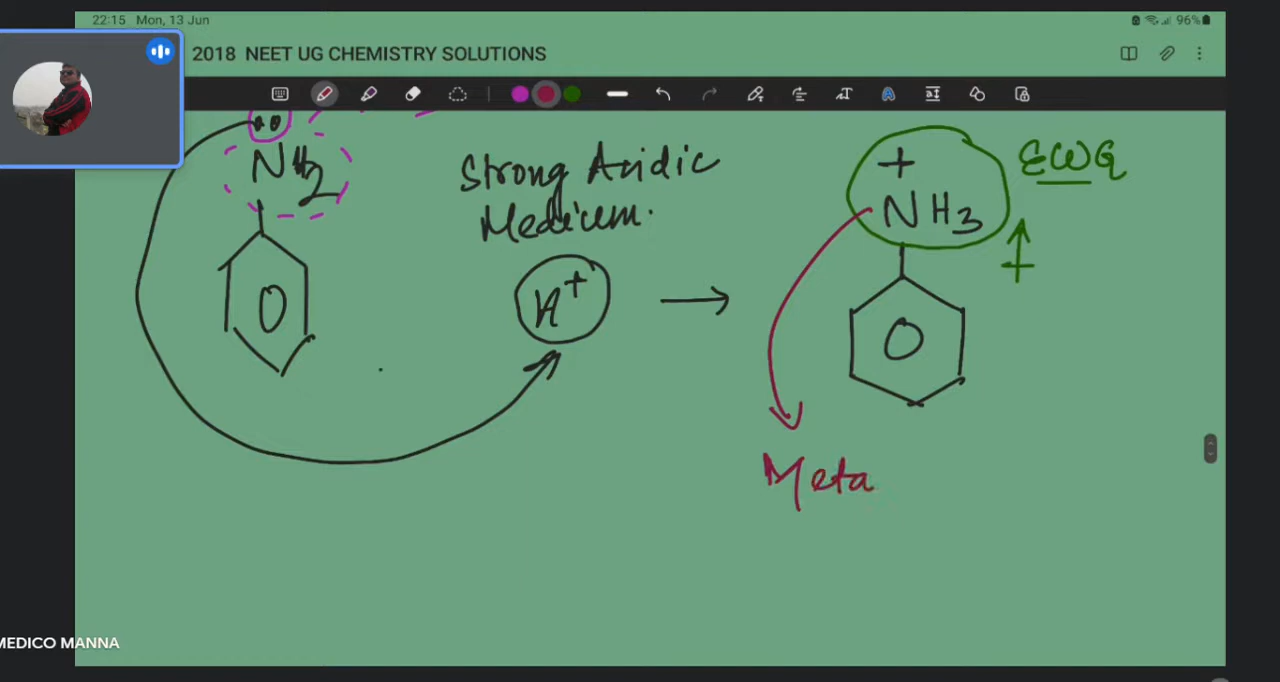 22:15 Mon, 13 Jun
96%
2018 NEET UG CHEMISTRY SOLUTIONS
NH2
Strong Acidic
Medium.
H+
+
NH3
EWG
Meta
MEDICO MANNA